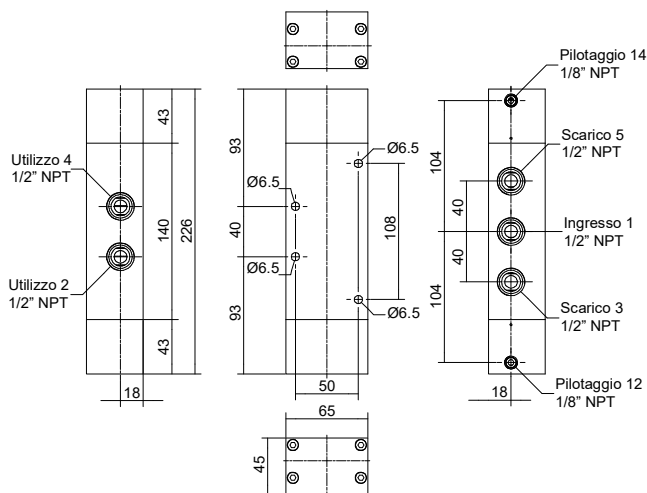 Utilizzo 4
1/2” NPT
Utilizzo 2
1/2” NPT
43
140
226
43
18
93
40
93
Ø6.5
Ø6.5
Ø6.5
Ø6.5
108
50
65
45
Pilotaggio 14
1/8” NPT
Scarico 5
1/2” NPT
Ingresso 1
1/2” NPT
Scarico 3
1/2” NPT
Pilotaggio 12
1/8” NPT
104
40
40
104
18